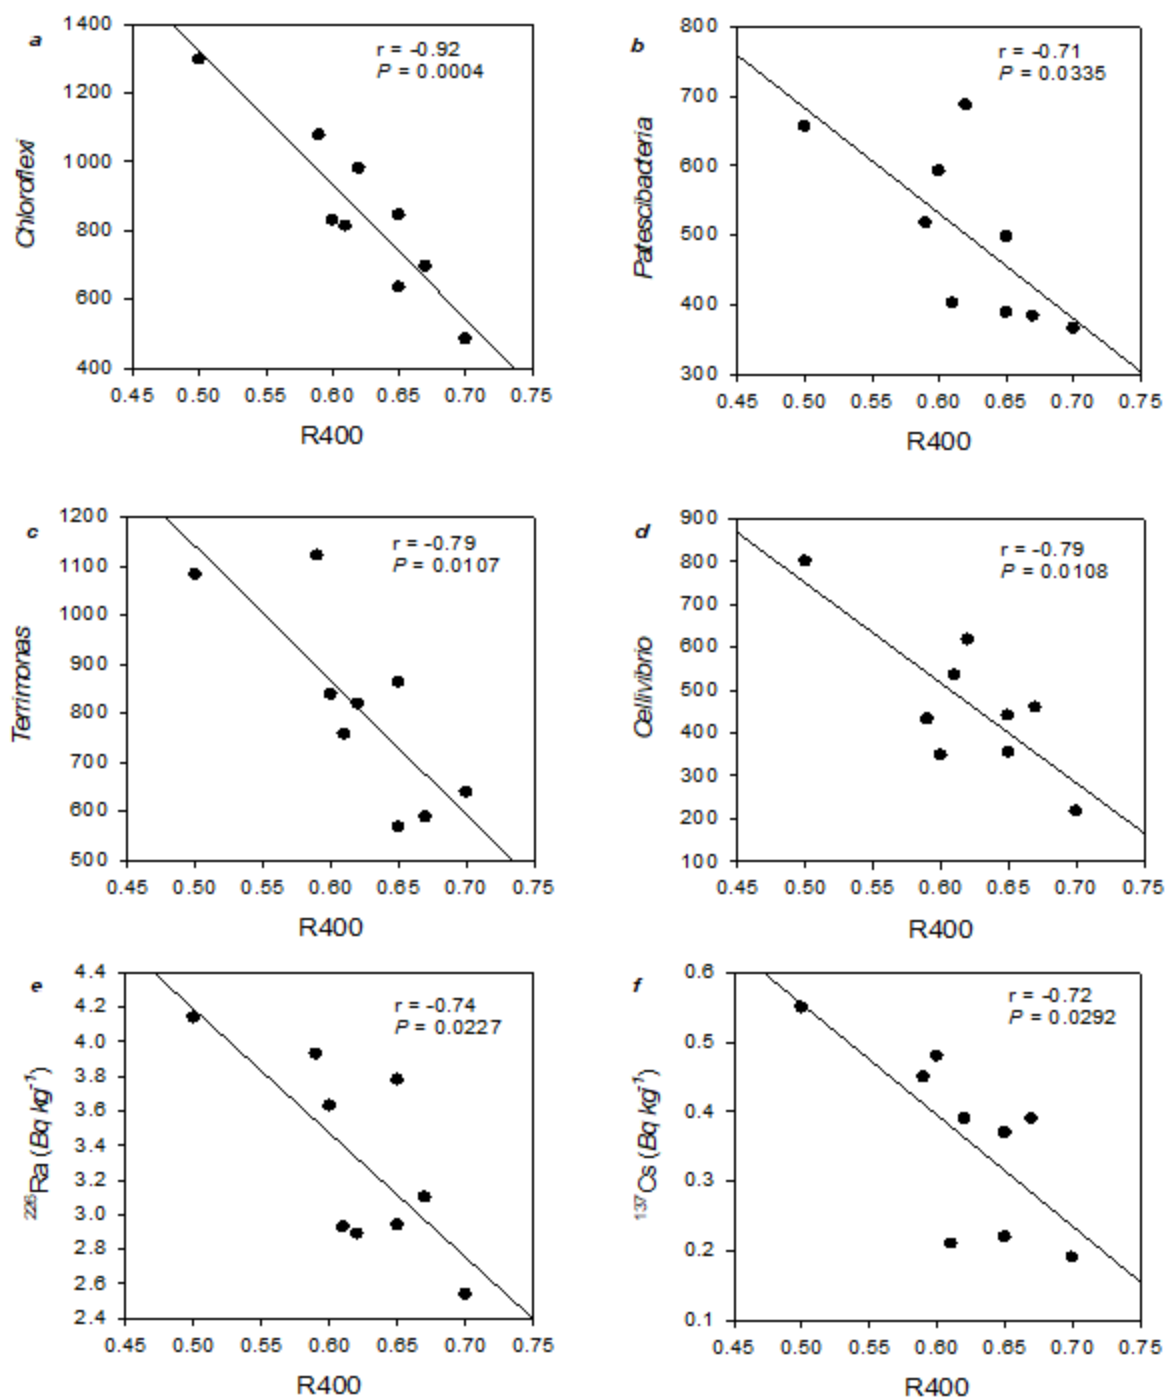 a
r = -0.92
P = 0.0004
1400
1200
1000
800
600
400
Chloroflexi
0.45 0.50 0.55 0.60 0.65 0.70 0.75
R400
b
r = -0.71
P = 0.0335
800
700
600
500
400
300
Patescibacteria
0.45 0.50 0.55 0.60 0.65 0.70 0.75
R400
c
r = -0.79
P = 0.0107
1200
1100
1000
900
800
700
600
500
Terrimonas
0.45 0.50 0.55 0.60 0.65 0.70 0.75
R400
d
r = -0.79
P = 0.0108
900
800
700
600
500
400
300
200
100
Cellivibrio
0.45 0.50 0.55 0.60 0.65 0.70 0.75
R400
e
r = -0.74
P = 0.0227
4.4
4.2
4.0
3.8
3.6
3.4
3.2
3.0
2.8
2.6
2.4
²²⁶Ra (Bq kg⁻¹)
0.45 0.50 0.55 0.60 0.65 0.70 0.75
R400
f
r = -0.72
P = 0.0292
0.6
0.5
0.4
0.3
0.2
0.1
¹³⁷Cs (Bq kg⁻¹)
0.45 0.50 0.55 0.60 0.65 0.70 0.75
R400